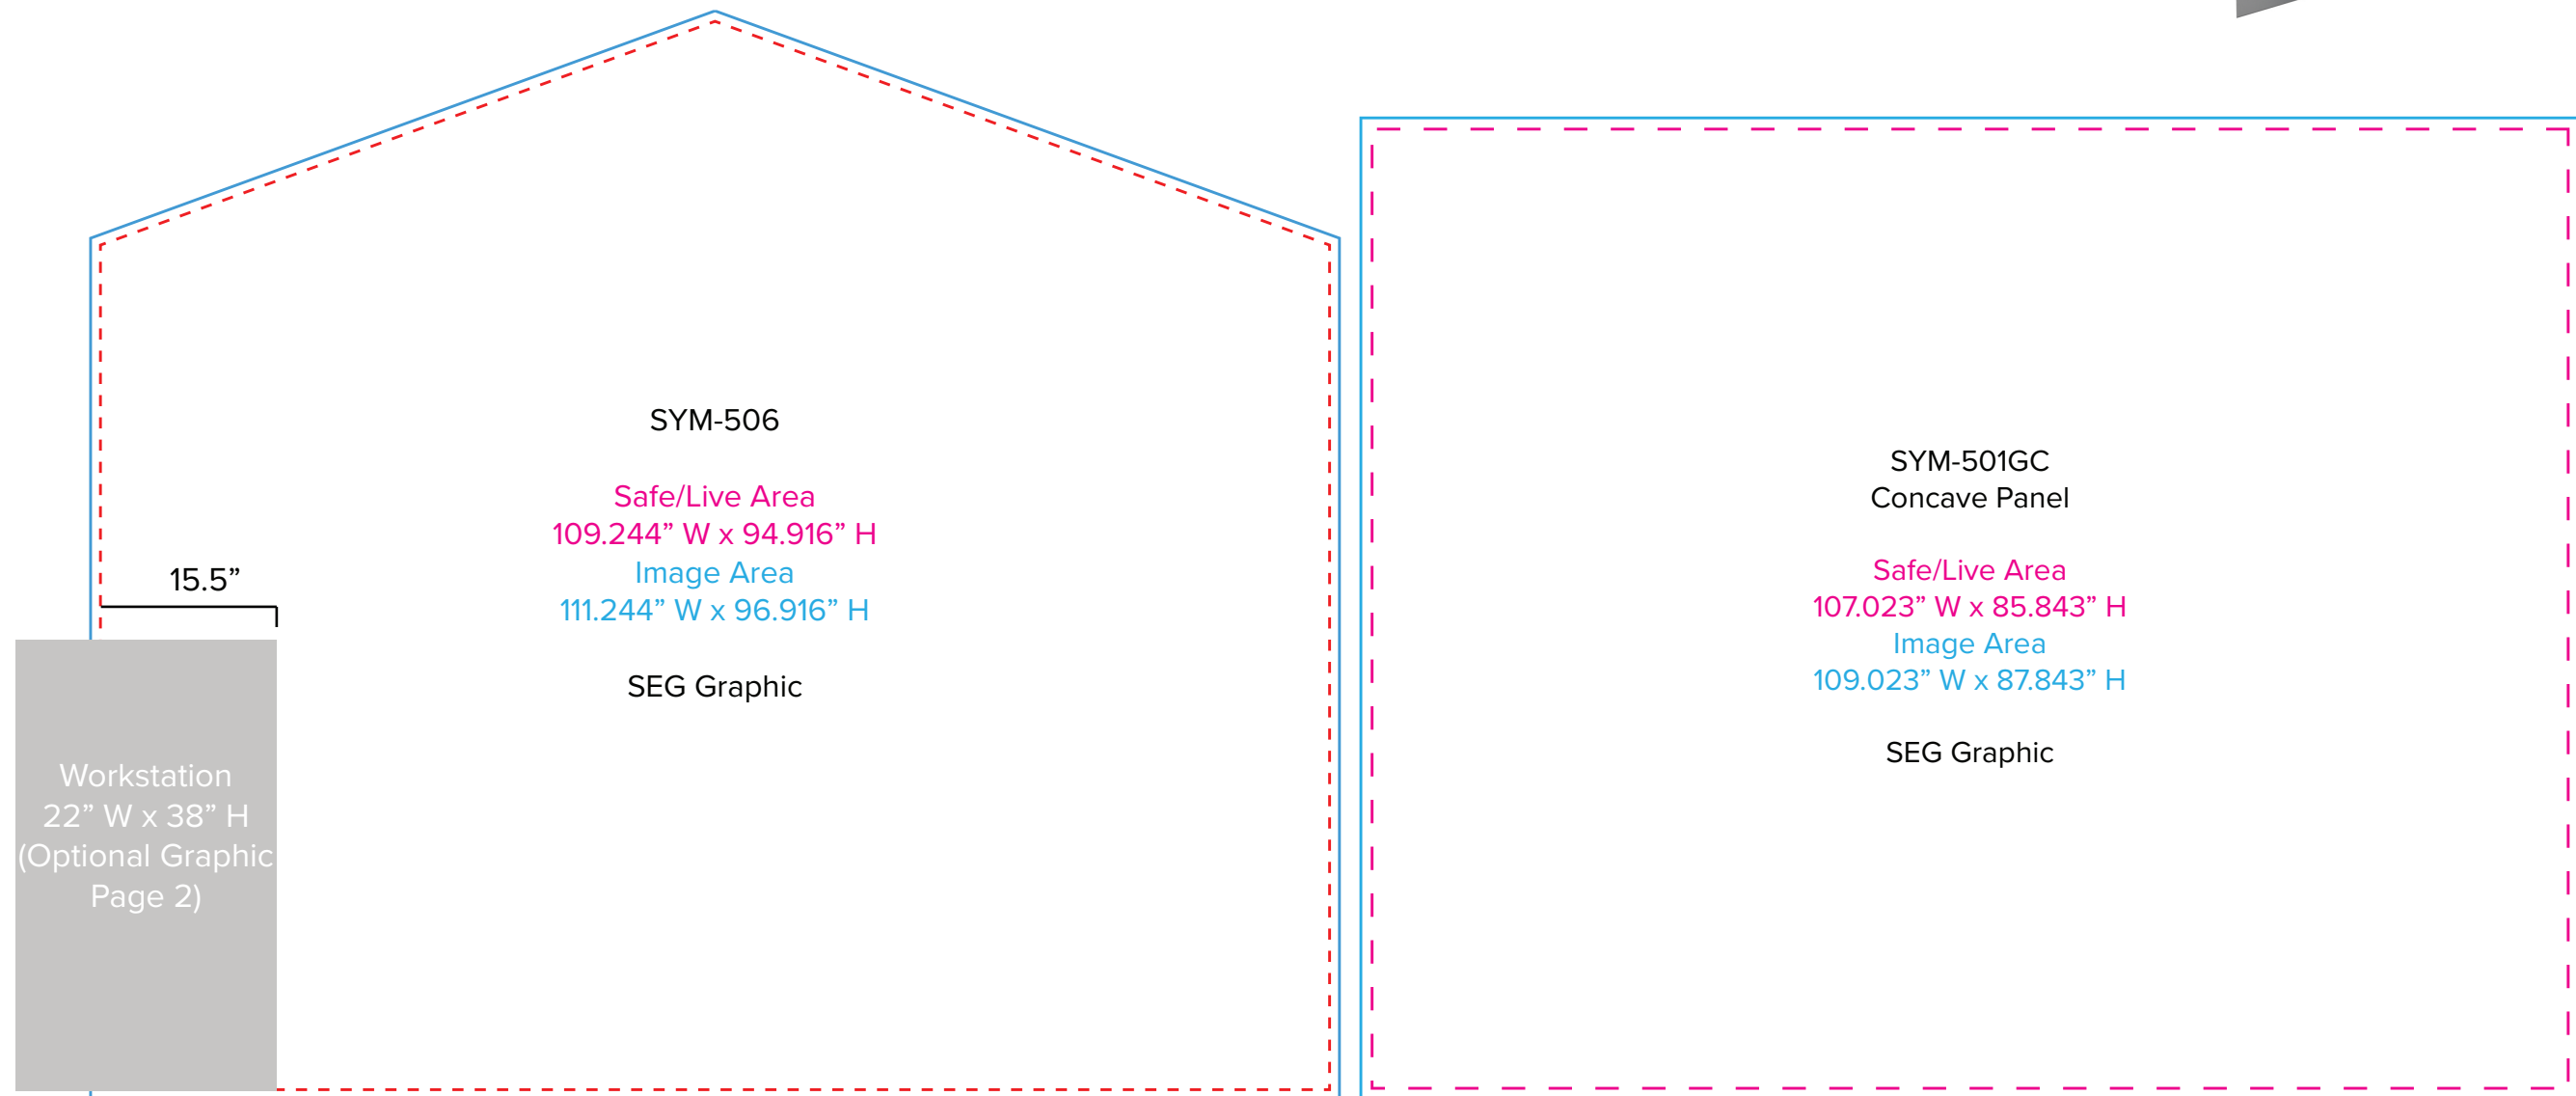 SYM-506
Safe/Live Area
109.244” W x 94.916” H
Image Area
111.244” W x 96.916” H
SEG Graphic
15.5”
Workstation
22” W x 38” H
(Optional Graphic
Page 2)
SYM-501GC
Concave Panel
Safe/Live Area
107.023” W x 85.843” H
Image Area
109.023” W x 87.843” H
SEG Graphic